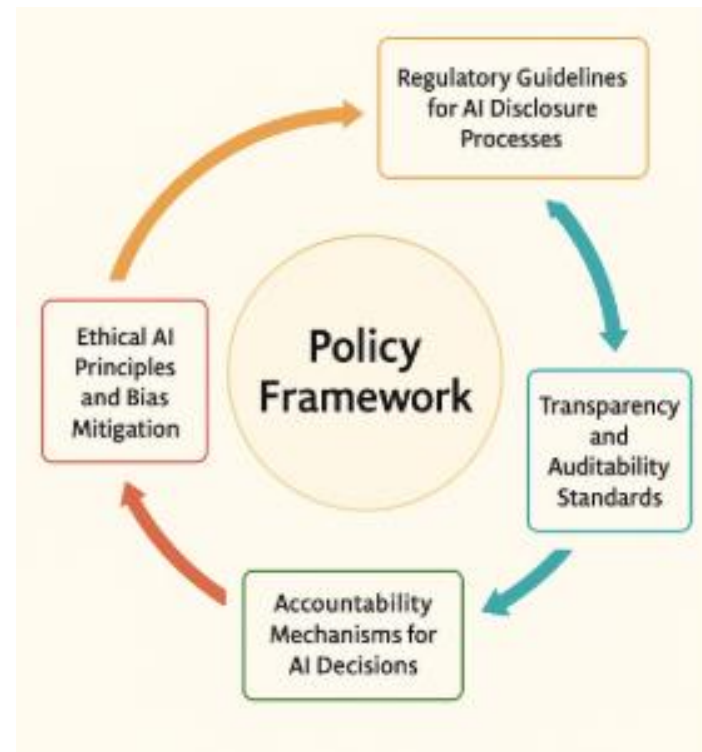 Regulatory Guidelines
for AI Disclosure
Processes
Policy
Framework
Ethical AI
Principles
and Bias
Mitigation
Transparency
and
Auditability
Standards
Accountability
Mechanisms for
AI Decisions